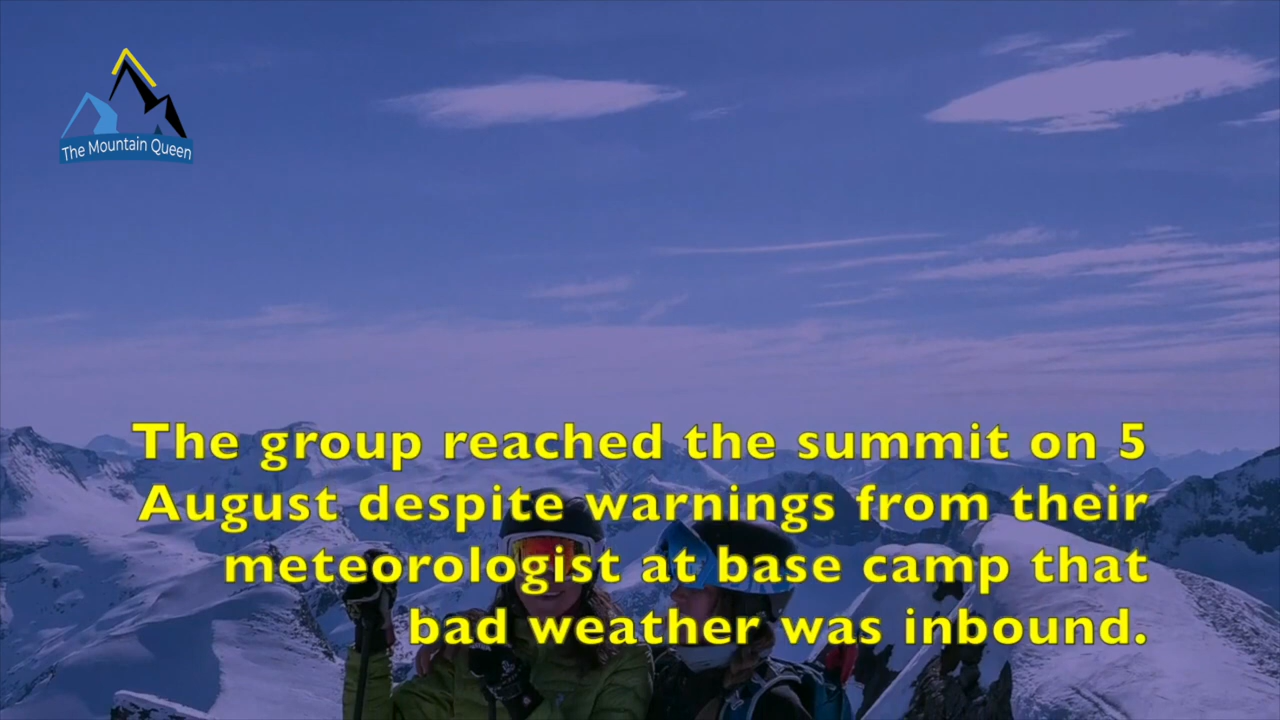 The Mountain Queen
The group reached the summit on 5
August despite warnings from their
meteorologist at base camp that
bad weather was inbound.